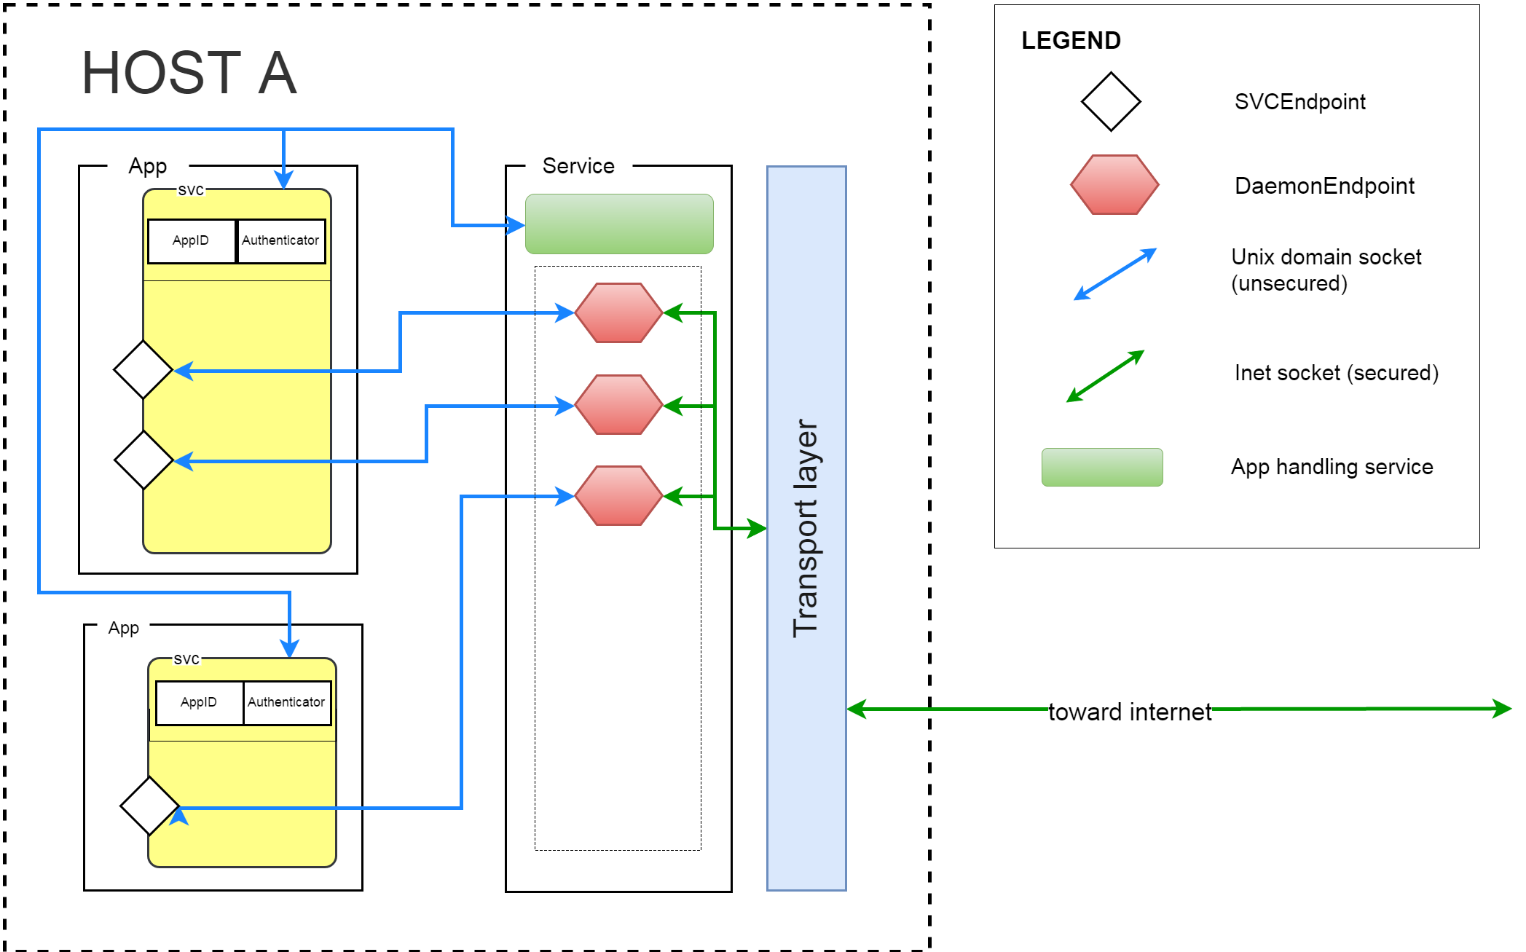 HOST A
App
svc
AppID
Authenticator
App
svc
AppID
Authenticator
Service
Transport layer
toward internet
LEGEND
SVCEndpoint
DaemonEndpoint
Unix domain socket
(unsecured)
Inet socket (secured)
App handling service